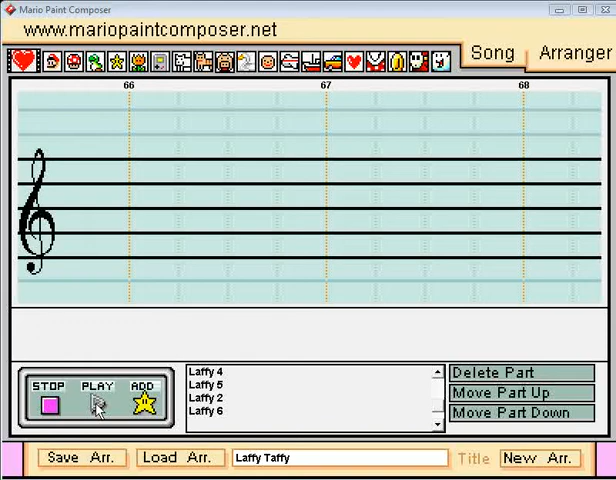 Mario Paint Composer
www.mariopaintcomposer.net
Song
Arranger
66 67 68
STOP PLAY ADD
Laffy 4
Laffy 5
Laffy 2
Laffy 6
Delete Part
Move Part Up
Move Part Down
Save Arr.
Load Arr.
Laffy Taffy
Title
New Arr.